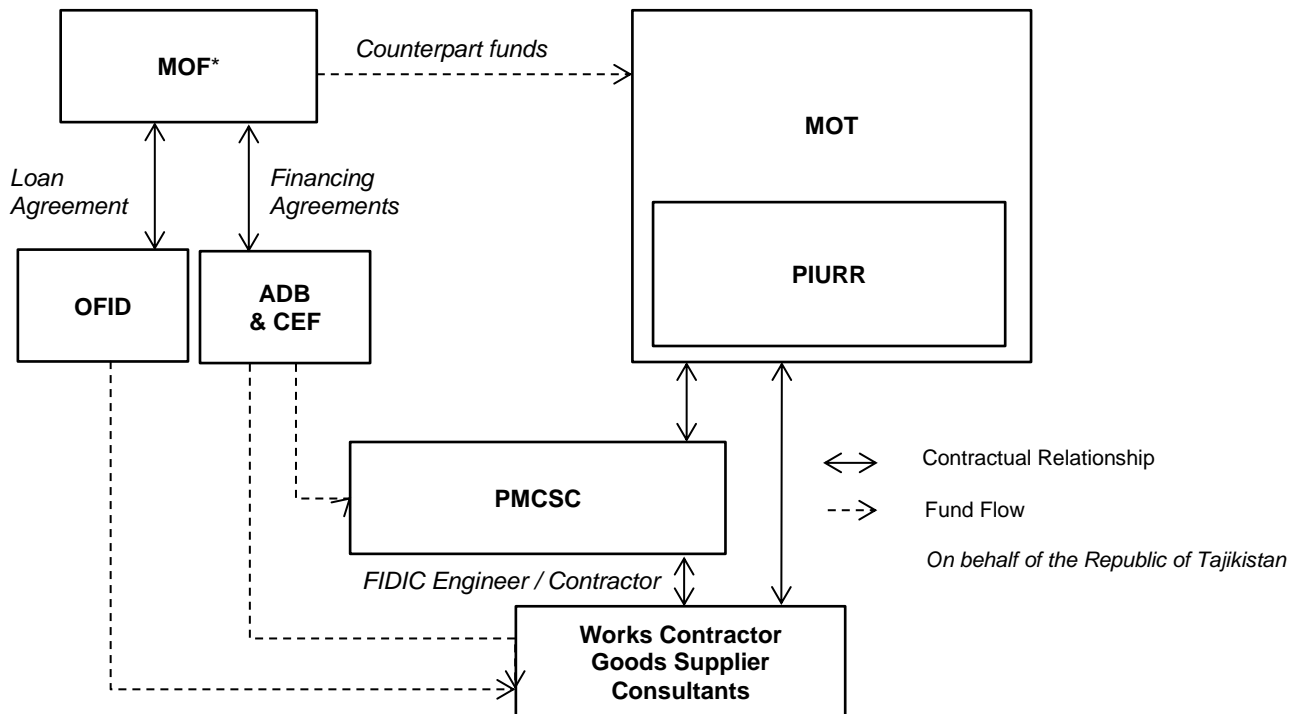 Counterpart funds
MOF*
MOT
Loan
Agreement
Financing
Agreements
PIURR
OFID
ADB
& CEF
Contractual Relationship
PMCSC
Fund Flow
On behalf of the Republic of Tajikistan
FIDIC Engineer / Contractor
Works Contractor
Goods Supplier
Consultants